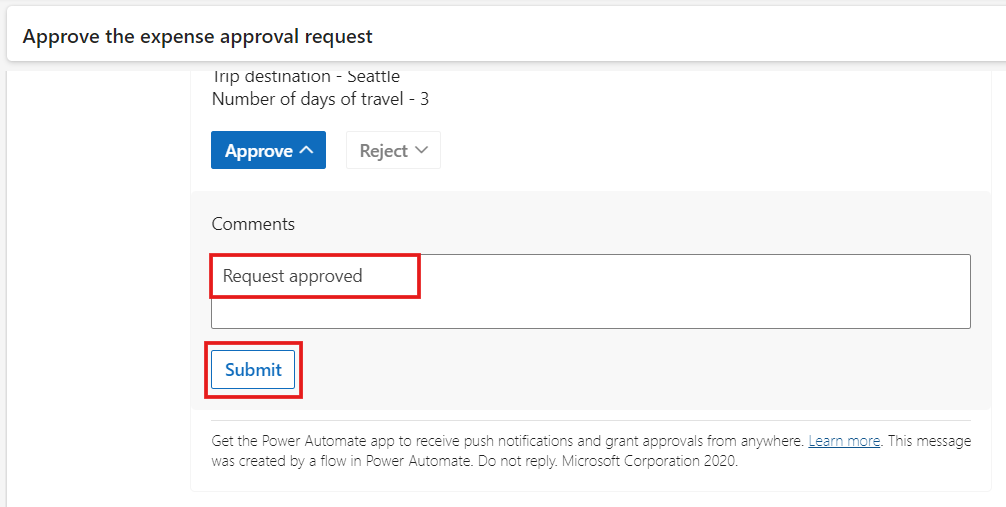 Approve the expense approval request
Trip destination - Seattle
Number of days of travel - 3
Approve
Reject
Comments
Request approved
Submit
Get the Power Automate app to receive push notifications and grant approvals from anywhere. Learn more. This message
was created by a flow in Power Automate. Do not reply. Microsoft Corporation 2020.